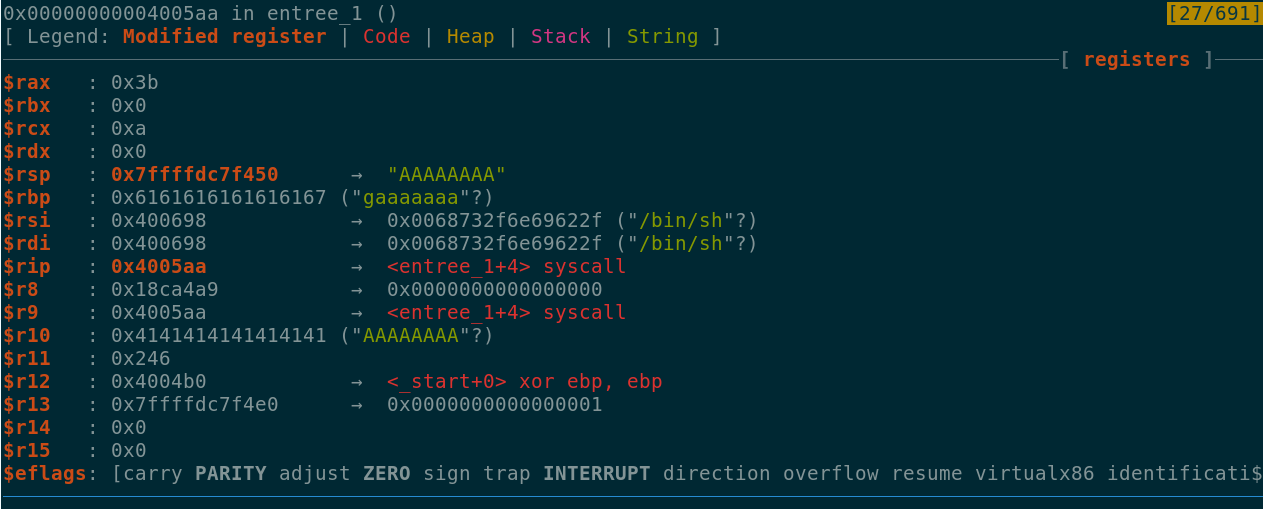 0x00000000004005aa in entree_1 () [27/691]
[ Legend: Modified register | Code | Heap | Stack | String ]
[ registers ]
$rax   : 0x3b
$rbx   : 0x0
$rcx   : 0xa
$rdx   : 0x0
$rsp   : 0x7ffffdc7f450      →  "AAAAAAAA"
$rbp   : 0x6161616161616167 ("gaaaaaaa"?)
$rsi   : 0x400698            →  0x0068732f6e69622f ("/bin/sh"?)
$rdi   : 0x400698            →  0x0068732f6e69622f ("/bin/sh"?)
$rip   : 0x4005aa            →  <entree_1+4> syscall
$r8    : 0x18ca4a9           →  0x0000000000000000
$r9    : 0x4005aa            →  <entree_1+4> syscall
$r10   : 0x4141414141414141 ("AAAAAAAA"?)
$r11   : 0x246
$r12   : 0x4004b0            →  <_start+0> xor ebp, ebp
$r13   : 0x7ffffdc7f4e0      →  0x0000000000000001
$r14   : 0x0
$r15   : 0x0
$eflags: [carry PARITY adjust ZERO sign trap INTERRUPT direction overflow resume virtualx86 identificati$